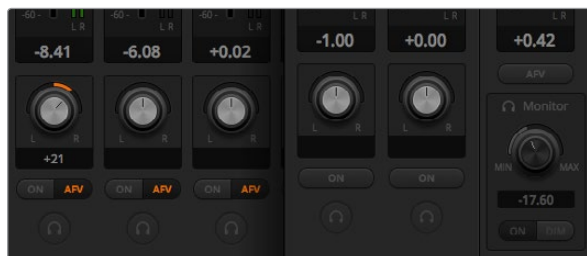 -60- -60- -60-
L R L R L R L R L R L R
-8.41 -6.08 +0.02 -1.00 +0.00 +0.42
AFV
Monitor
L R L R L R L R L R
MIN MAX
+21
ON AFV ON AFV ON AFV ON ON
-17.60
ON DIM